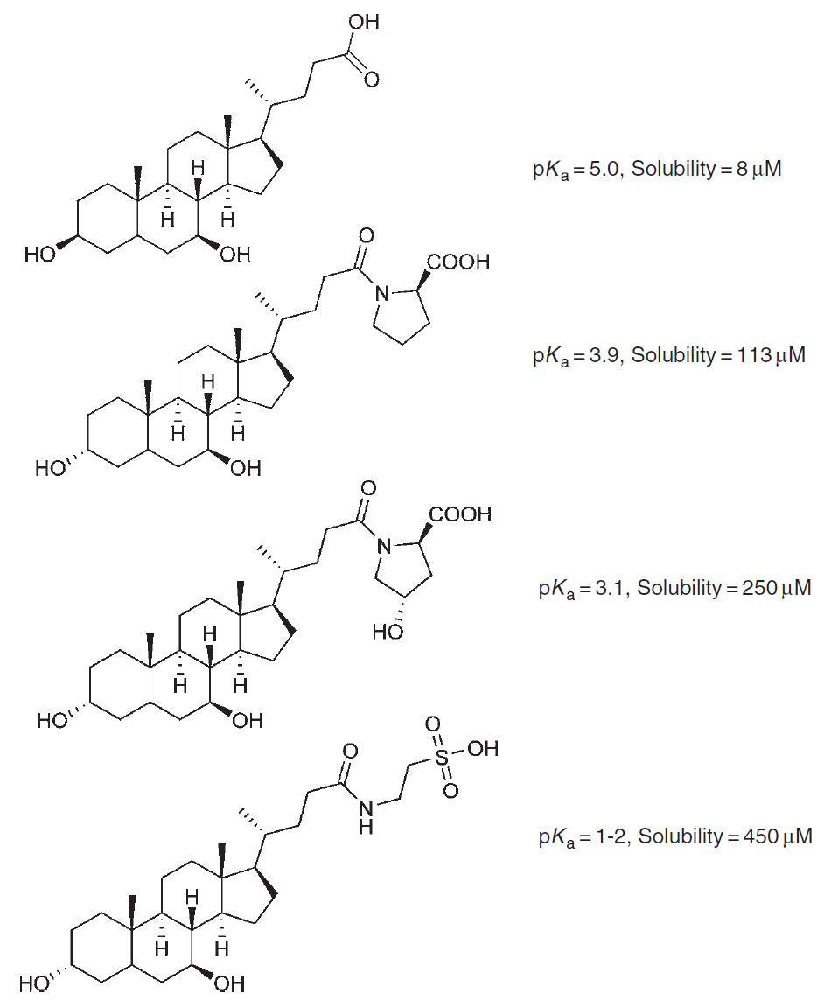 OH
O
H
H
H
HO
OH
pKa = 5.0, Solubility = 8 µM
O
COOH
N
H
H
H
HO
OH
pKa = 3.9, Solubility = 113 µM
O
COOH
N
HO
H
H
H
HO
OH
pKa = 3.1, Solubility = 250 µM
O
O
S
OH
O
N
H
H
H
H
HO
OH
pKa = 1-2, Solubility = 450 µM